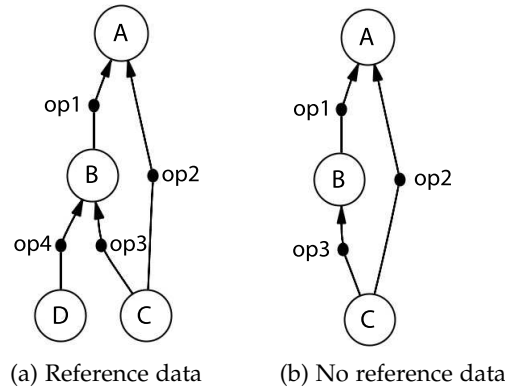 A
A
op1
op1
B
op2
B
op2
op4
op3
op3
D
C
C
(a) Reference data
(b) No reference data